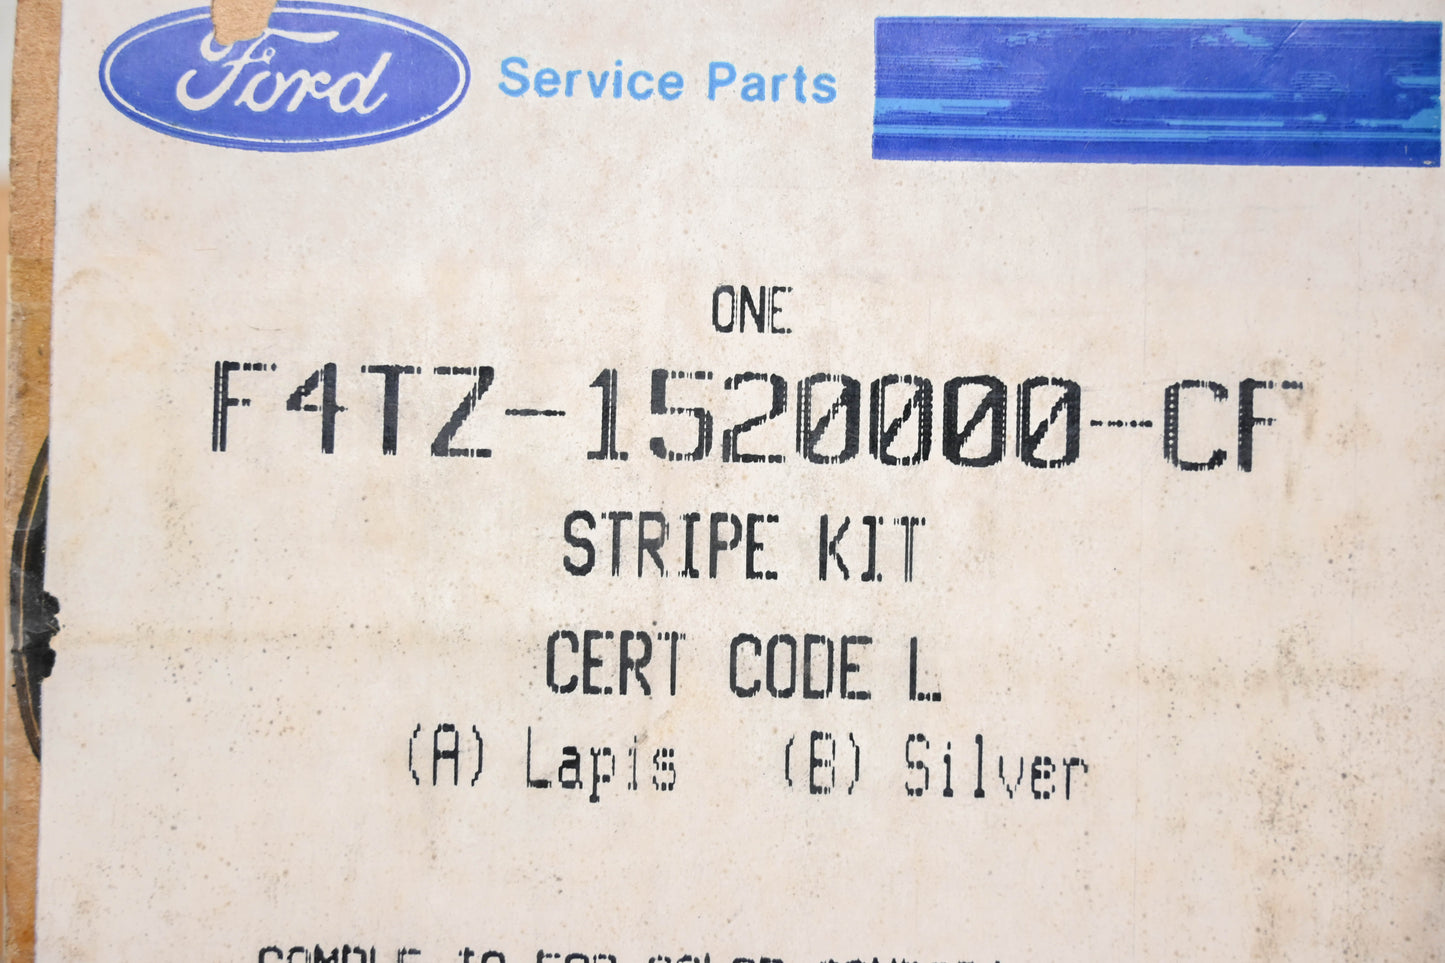 Ford Service Parts
ONE
F4TZ-1520000-CF
STRIPE KIT
CERT CODE L
(A) Lapis (B) Silver